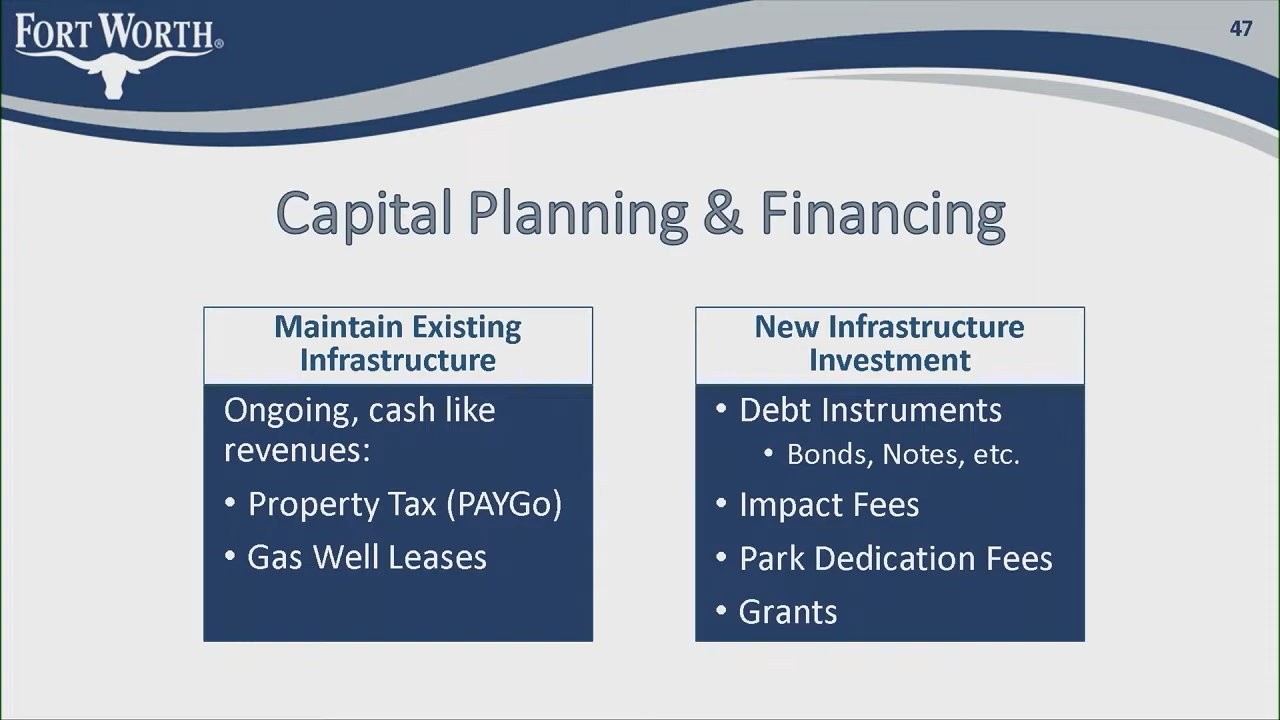 FORT WORTH®
47
Capital Planning & Financing
Maintain Existing
Infrastructure
Ongoing, cash like
revenues:
• Property Tax (PAYGo)
• Gas Well Leases
New Infrastructure
Investment
• Debt Instruments
• Bonds, Notes, etc.
• Impact Fees
• Park Dedication Fees
• Grants